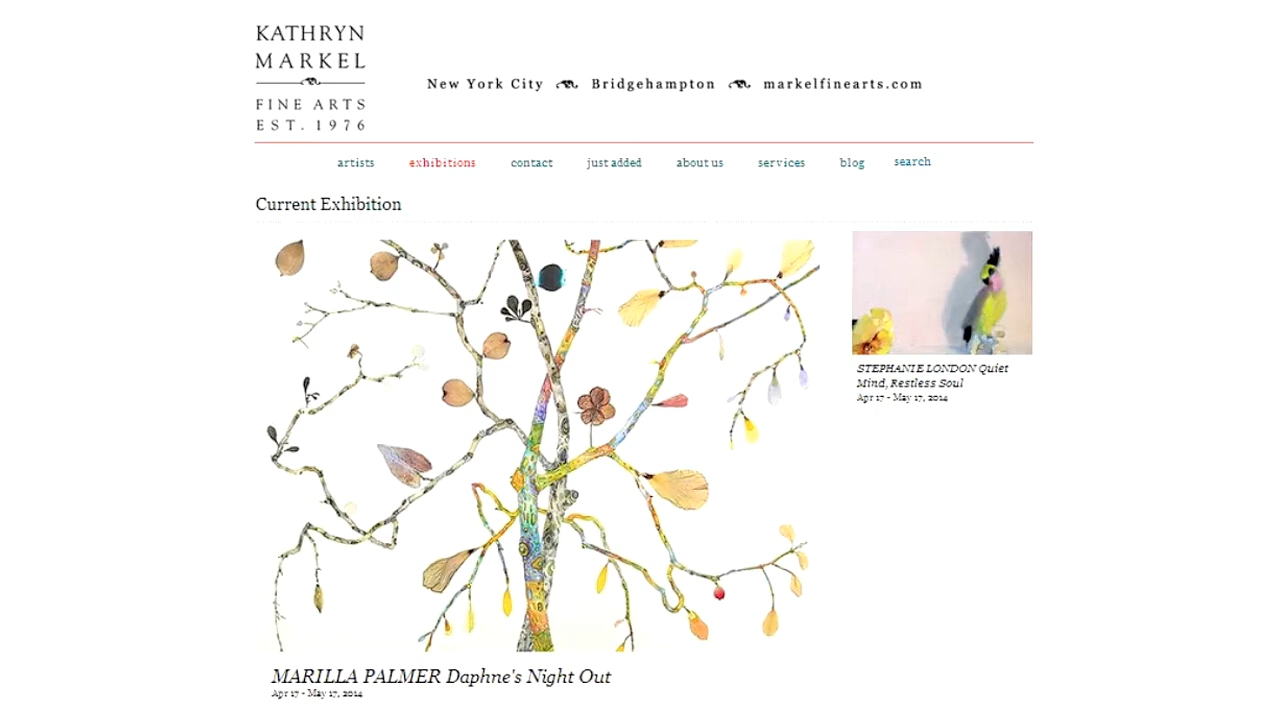 KATHRYN
MARKEL
FINE ARTS
EST. 1976
New York City Bridgehampton markelfinearts.com
artists exhibitions contact just added about us services blog search
Current Exhibition
STEPHANIE LONDON Quiet
Mind, Restless Soul
Apr 17 - May 17, 2014
MARILLA PALMER Daphne's Night Out
Apr 17 - May 17, 2014